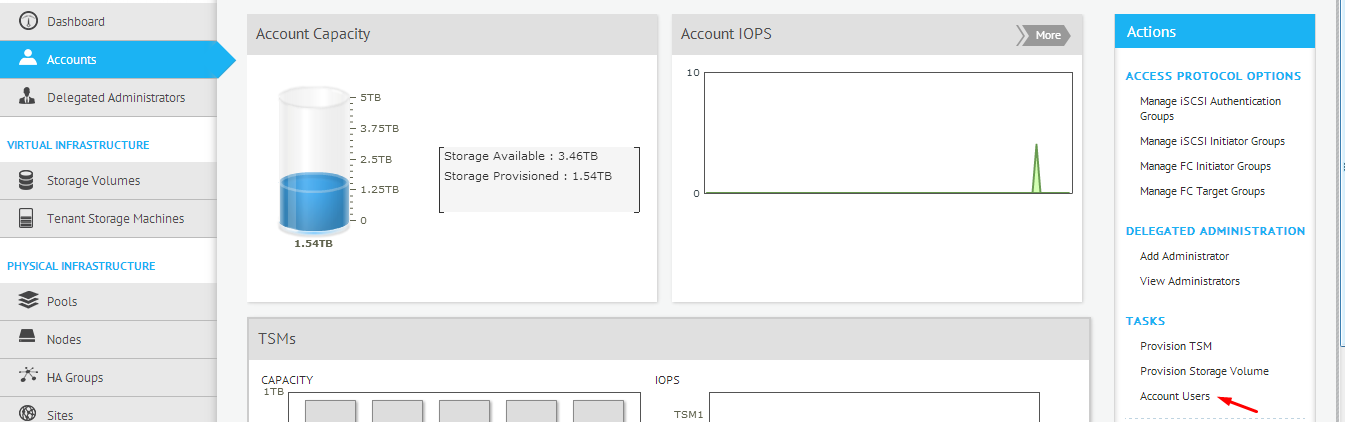 Dashboard
Accounts
Delegated Administrators
VIRTUAL INFRASTRUCTURE
Storage Volumes
Tenant Storage Machines
PHYSICAL INFRASTRUCTURE
Pools
Nodes
HA Groups
Sites
Account Capacity
5TB
3.75TB
2.5TB
1.25TB
0
1.54TB
Storage Available : 3.46TB
Storage Provisioned : 1.54TB
Account IOPS
More
10
0
TSMs
CAPACITY
1TB
IOPS
TSM1
Actions
ACCESS PROTOCOL OPTIONS
Manage iSCSI Authentication
Groups
Manage iSCSI Initiator Groups
Manage FC Initiator Groups
Manage FC Target Groups
DELEGATED ADMINISTRATION
Add Administrator
View Administrators
TASKS
Provision TSM
Provision Storage Volume
Account Users